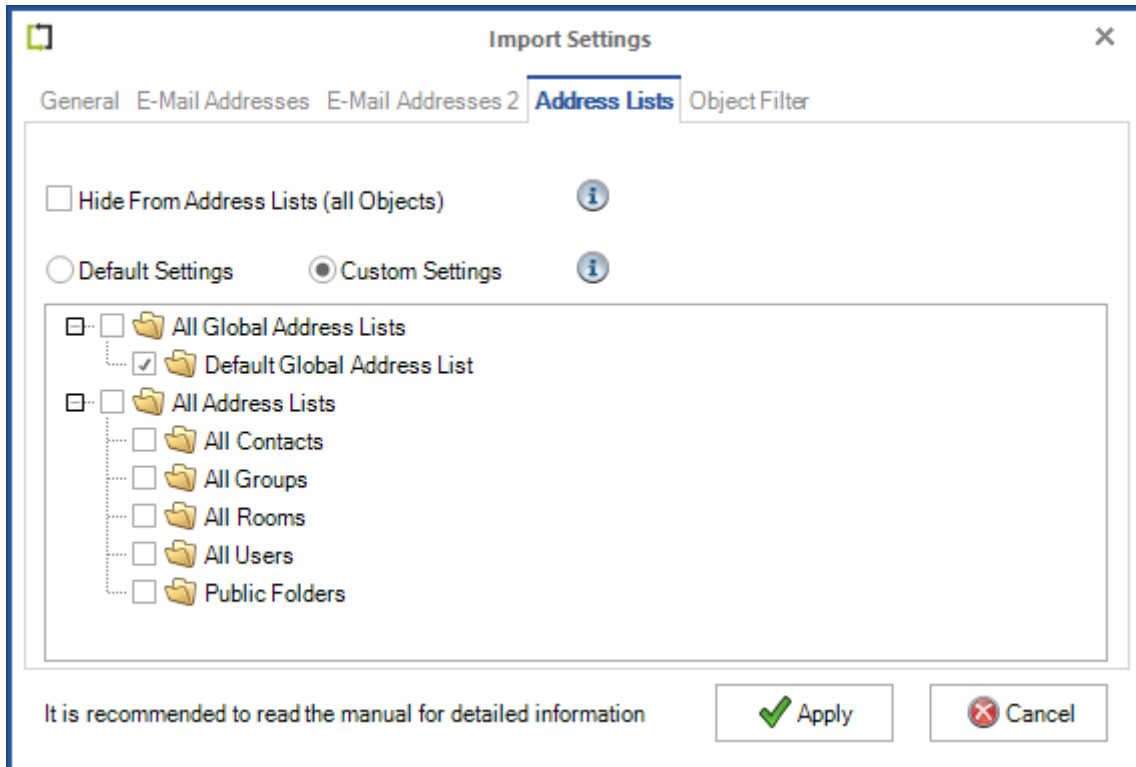 Import Settings
General E-Mail Addresses E-Mail Addresses 2 Address Lists Object Filter
Hide From Address Lists (all Objects)
Default Settings Custom Settings
All Global Address Lists
Default Global Address List
All Address Lists
All Contacts
All Groups
All Rooms
All Users
Public Folders
It is recommended to read the manual for detailed information Apply Cancel